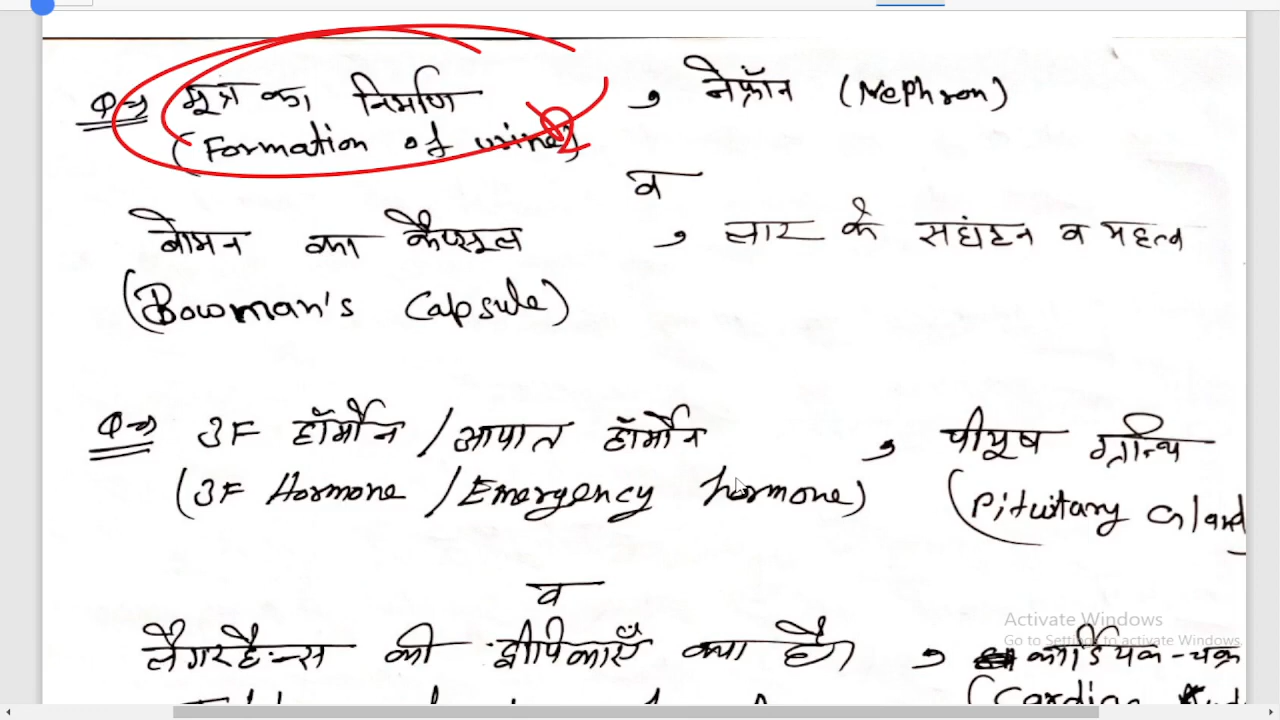 Q⇒ मूत्र का निर्माण , नेफ्रॉन (Nephron)
(Formation of urine)
व
बोमन का कैप्सूल , लार के संघटन व महत्व
(Bowman's Capsule)
Q⇒ 3F हॉर्मोन / आपात हॉर्मोन , पीयूष ग्रन्थि
(3F Hormone / Emergency hormone) (Pituitary Gland)
व
लैंगरहैन्स की द्वीपिकाएँ क्या है। , कार्डियक-चक्र
(Cardiac
Activate Windows
Go to Settings to activate Windows.